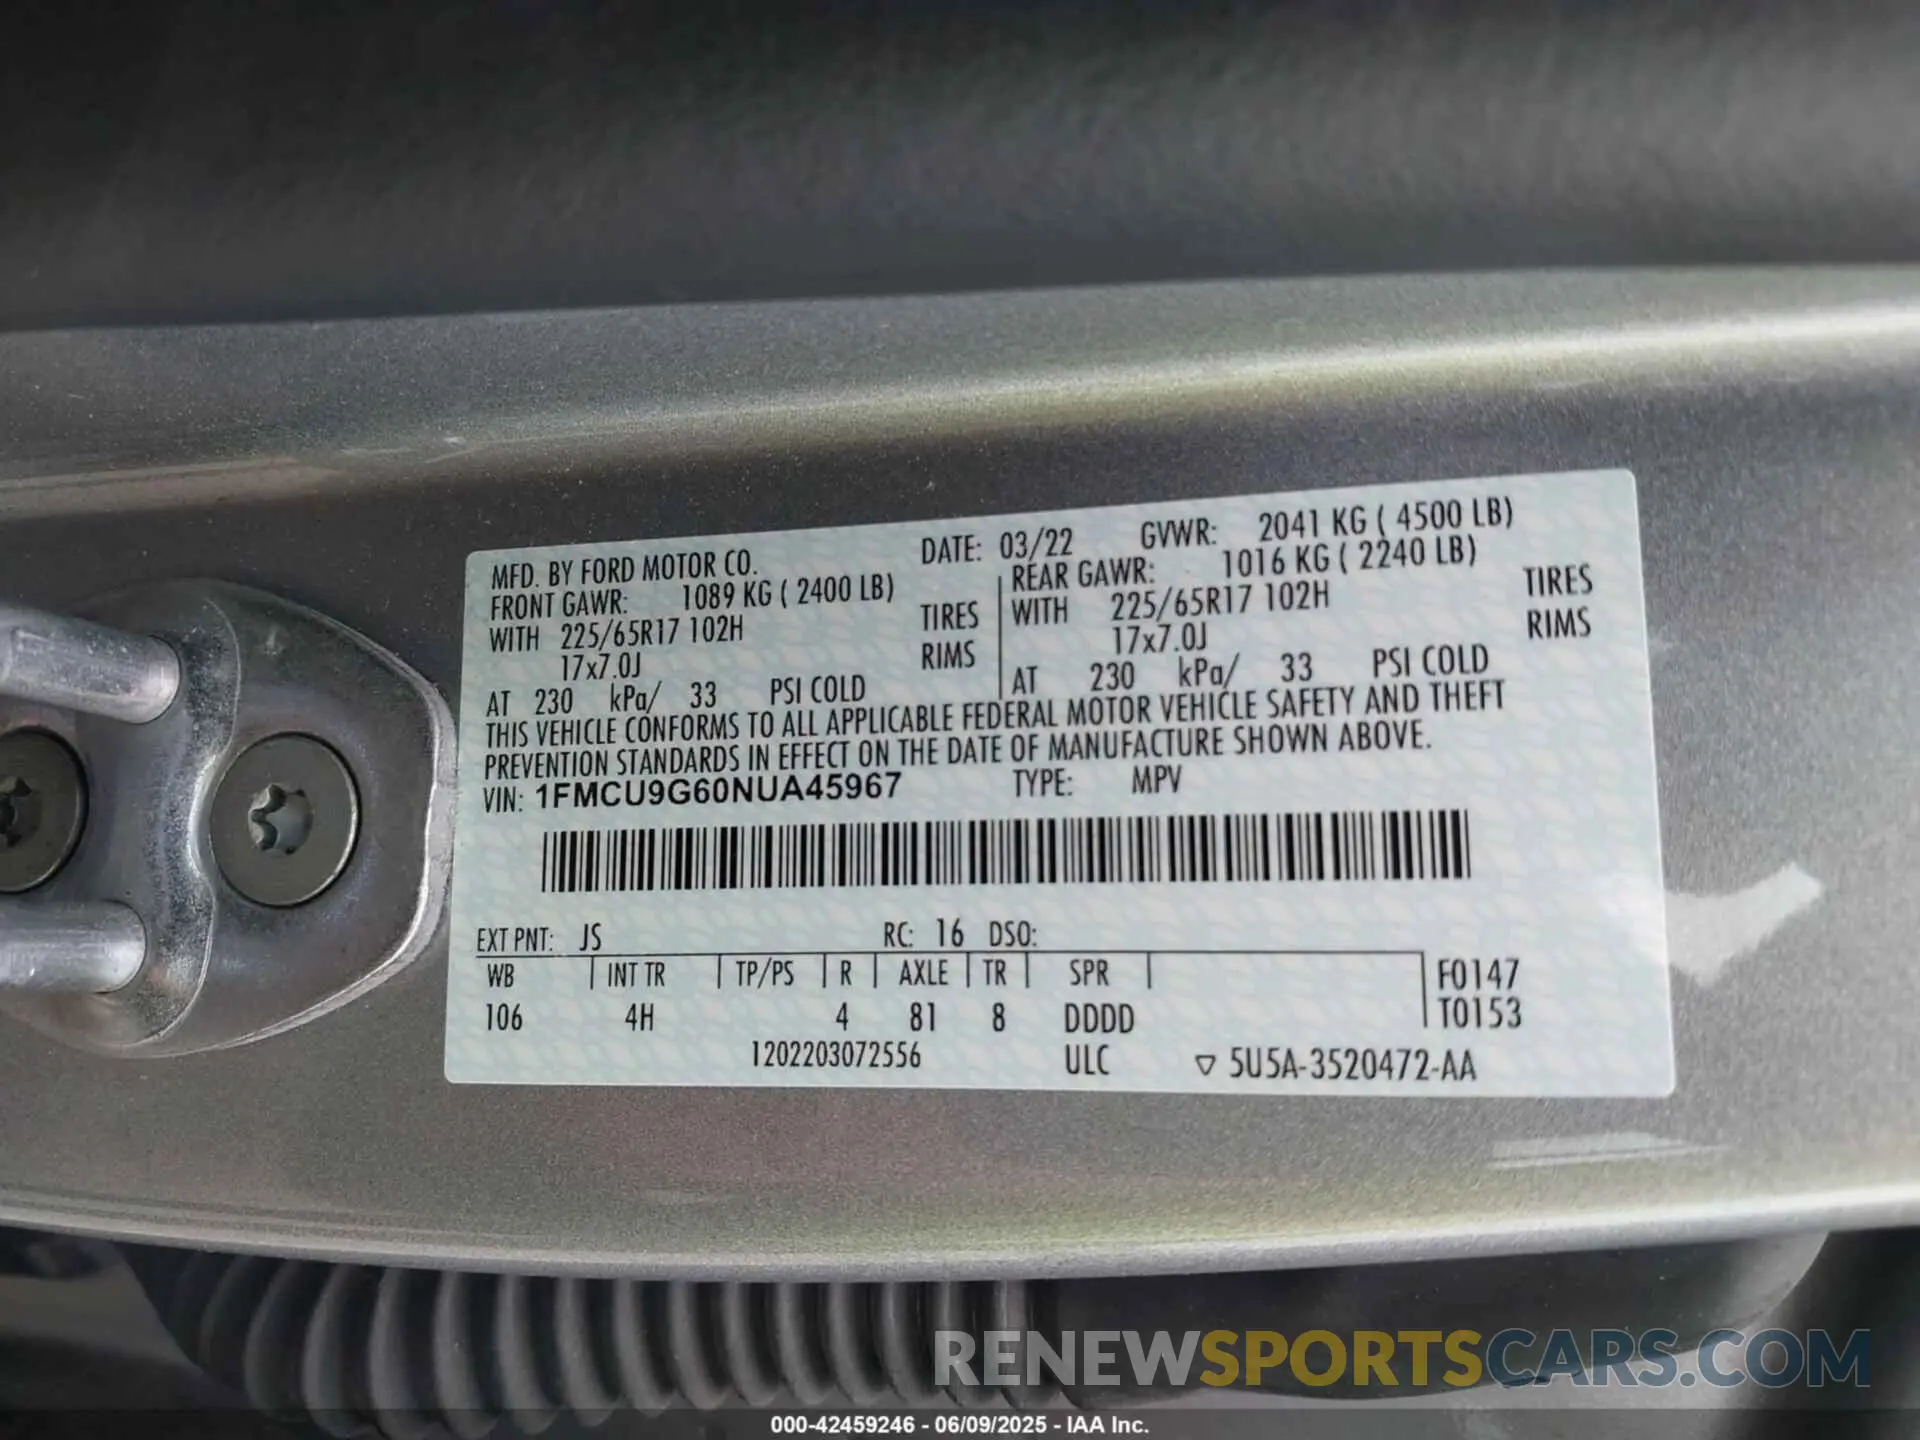 MFD. BY FORD MOTOR CO. DATE: 03/22 GVWR: 2041 KG ( 4500 LB)
FRONT GAWR: 1089 KG ( 2400 LB) REAR GAWR: 1016 KG ( 2240 LB)
WITH 225/65R17 102H TIRES WITH 225/65R17 102H TIRES
17x7.0J RIMS 17x7.0J RIMS
AT 230 kPa/ 33 PSI COLD AT 230 kPa/ 33 PSI COLD
THIS VEHICLE CONFORMS TO ALL APPLICABLE FEDERAL MOTOR VEHICLE SAFETY AND THEFT
PREVENTION STANDARDS IN EFFECT ON THE DATE OF MANUFACTURE SHOWN ABOVE.
VIN: 1FMCU9G60NUA45967 TYPE: MPV
EXT PNT: JS RC: 16 DSO:
WB INT TR TP/PS R AXLE TR SPR F0147
106 4H 4 81 8 DDDD T0153
1202203072556 ULC ▽ 5U5A-3520472-AA
RENEWSPORTSCARS.COM
000-42459246 - 06/09/2025 - IAA Inc.